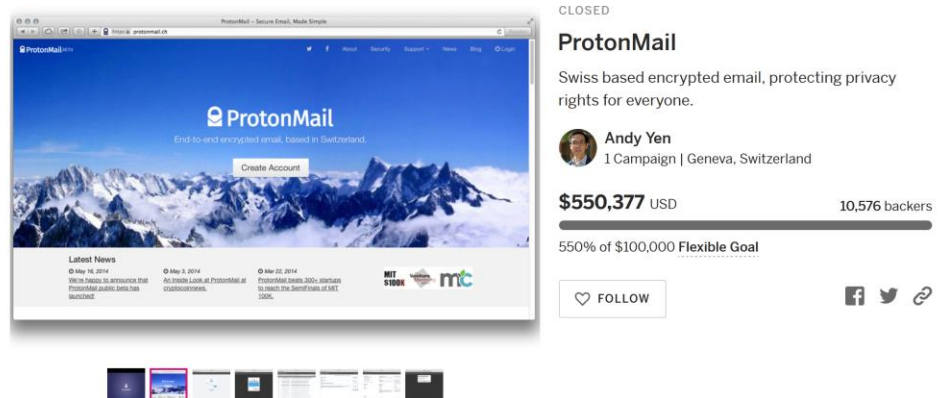 ProtonMail – Secure Email, Made Simple
protonmail.ch
ProtonMail BETA
About Security Support News Blog Login
ProtonMail
End-to-end encrypted email, based in Switzerland.
Create Account
Latest News
May 16, 2014
We're happy to announce that
ProtonMail public beta has
launched!
May 3, 2014
An Inside Look at ProtonMail at
cryptocoinnews.
Mar 22, 2014
ProtonMail beats 300+ startups
to reach the SemiFinals of MIT
100K.
MIT
$100K
CLOSED
ProtonMail
Swiss based encrypted email, protecting privacy
rights for everyone.
Andy Yen
1 Campaign | Geneva, Switzerland
$550,377 USD
10,576 backers
550% of $100,000 Flexible Goal
FOLLOW